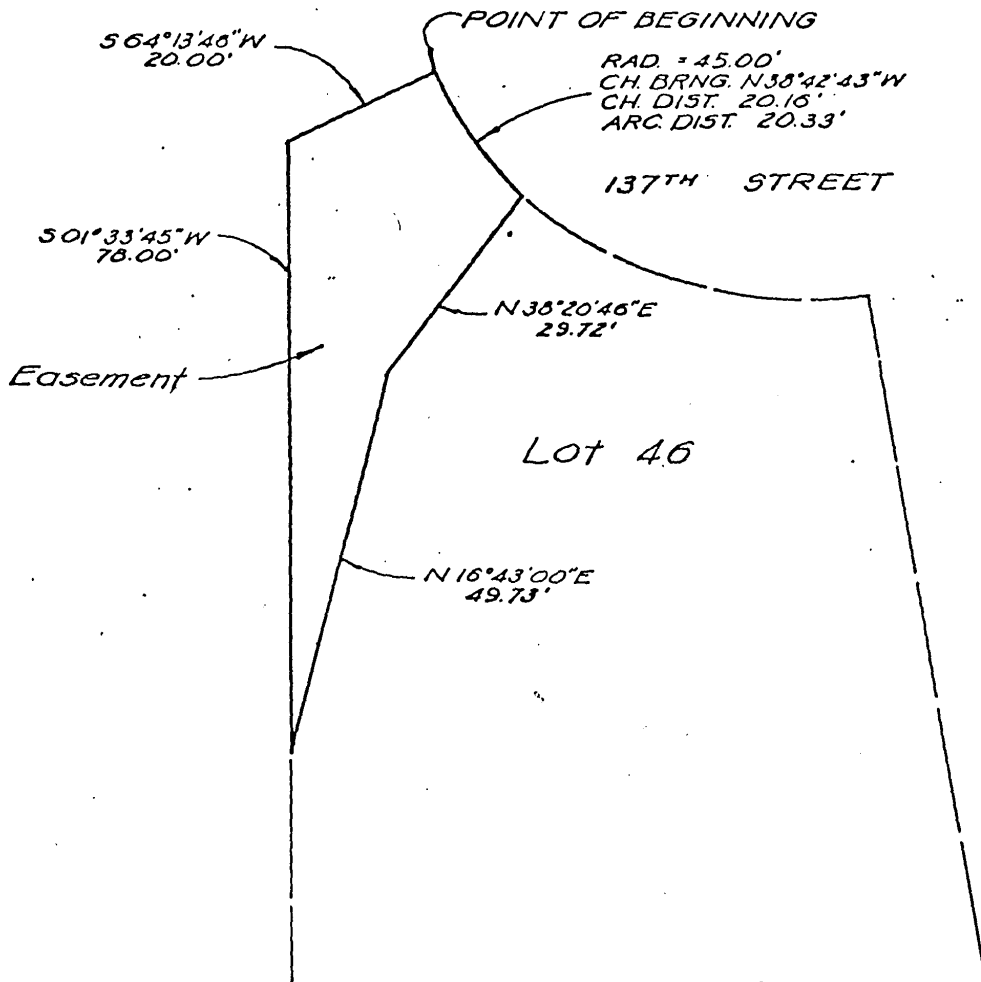 POINT OF BEGINNING
S 64°13'48" W
20.00'
RAD. = 45.00'
CH. BRNG. N38°42'43"W
CH. DIST. 20.16'
ARC. DIST. 20.33'
137TH STREET
S 01°33'45" W
78.00'
N 38°20'46"E
29.72'
Easement
Lot 46
N 16°43'00"E
49.73'